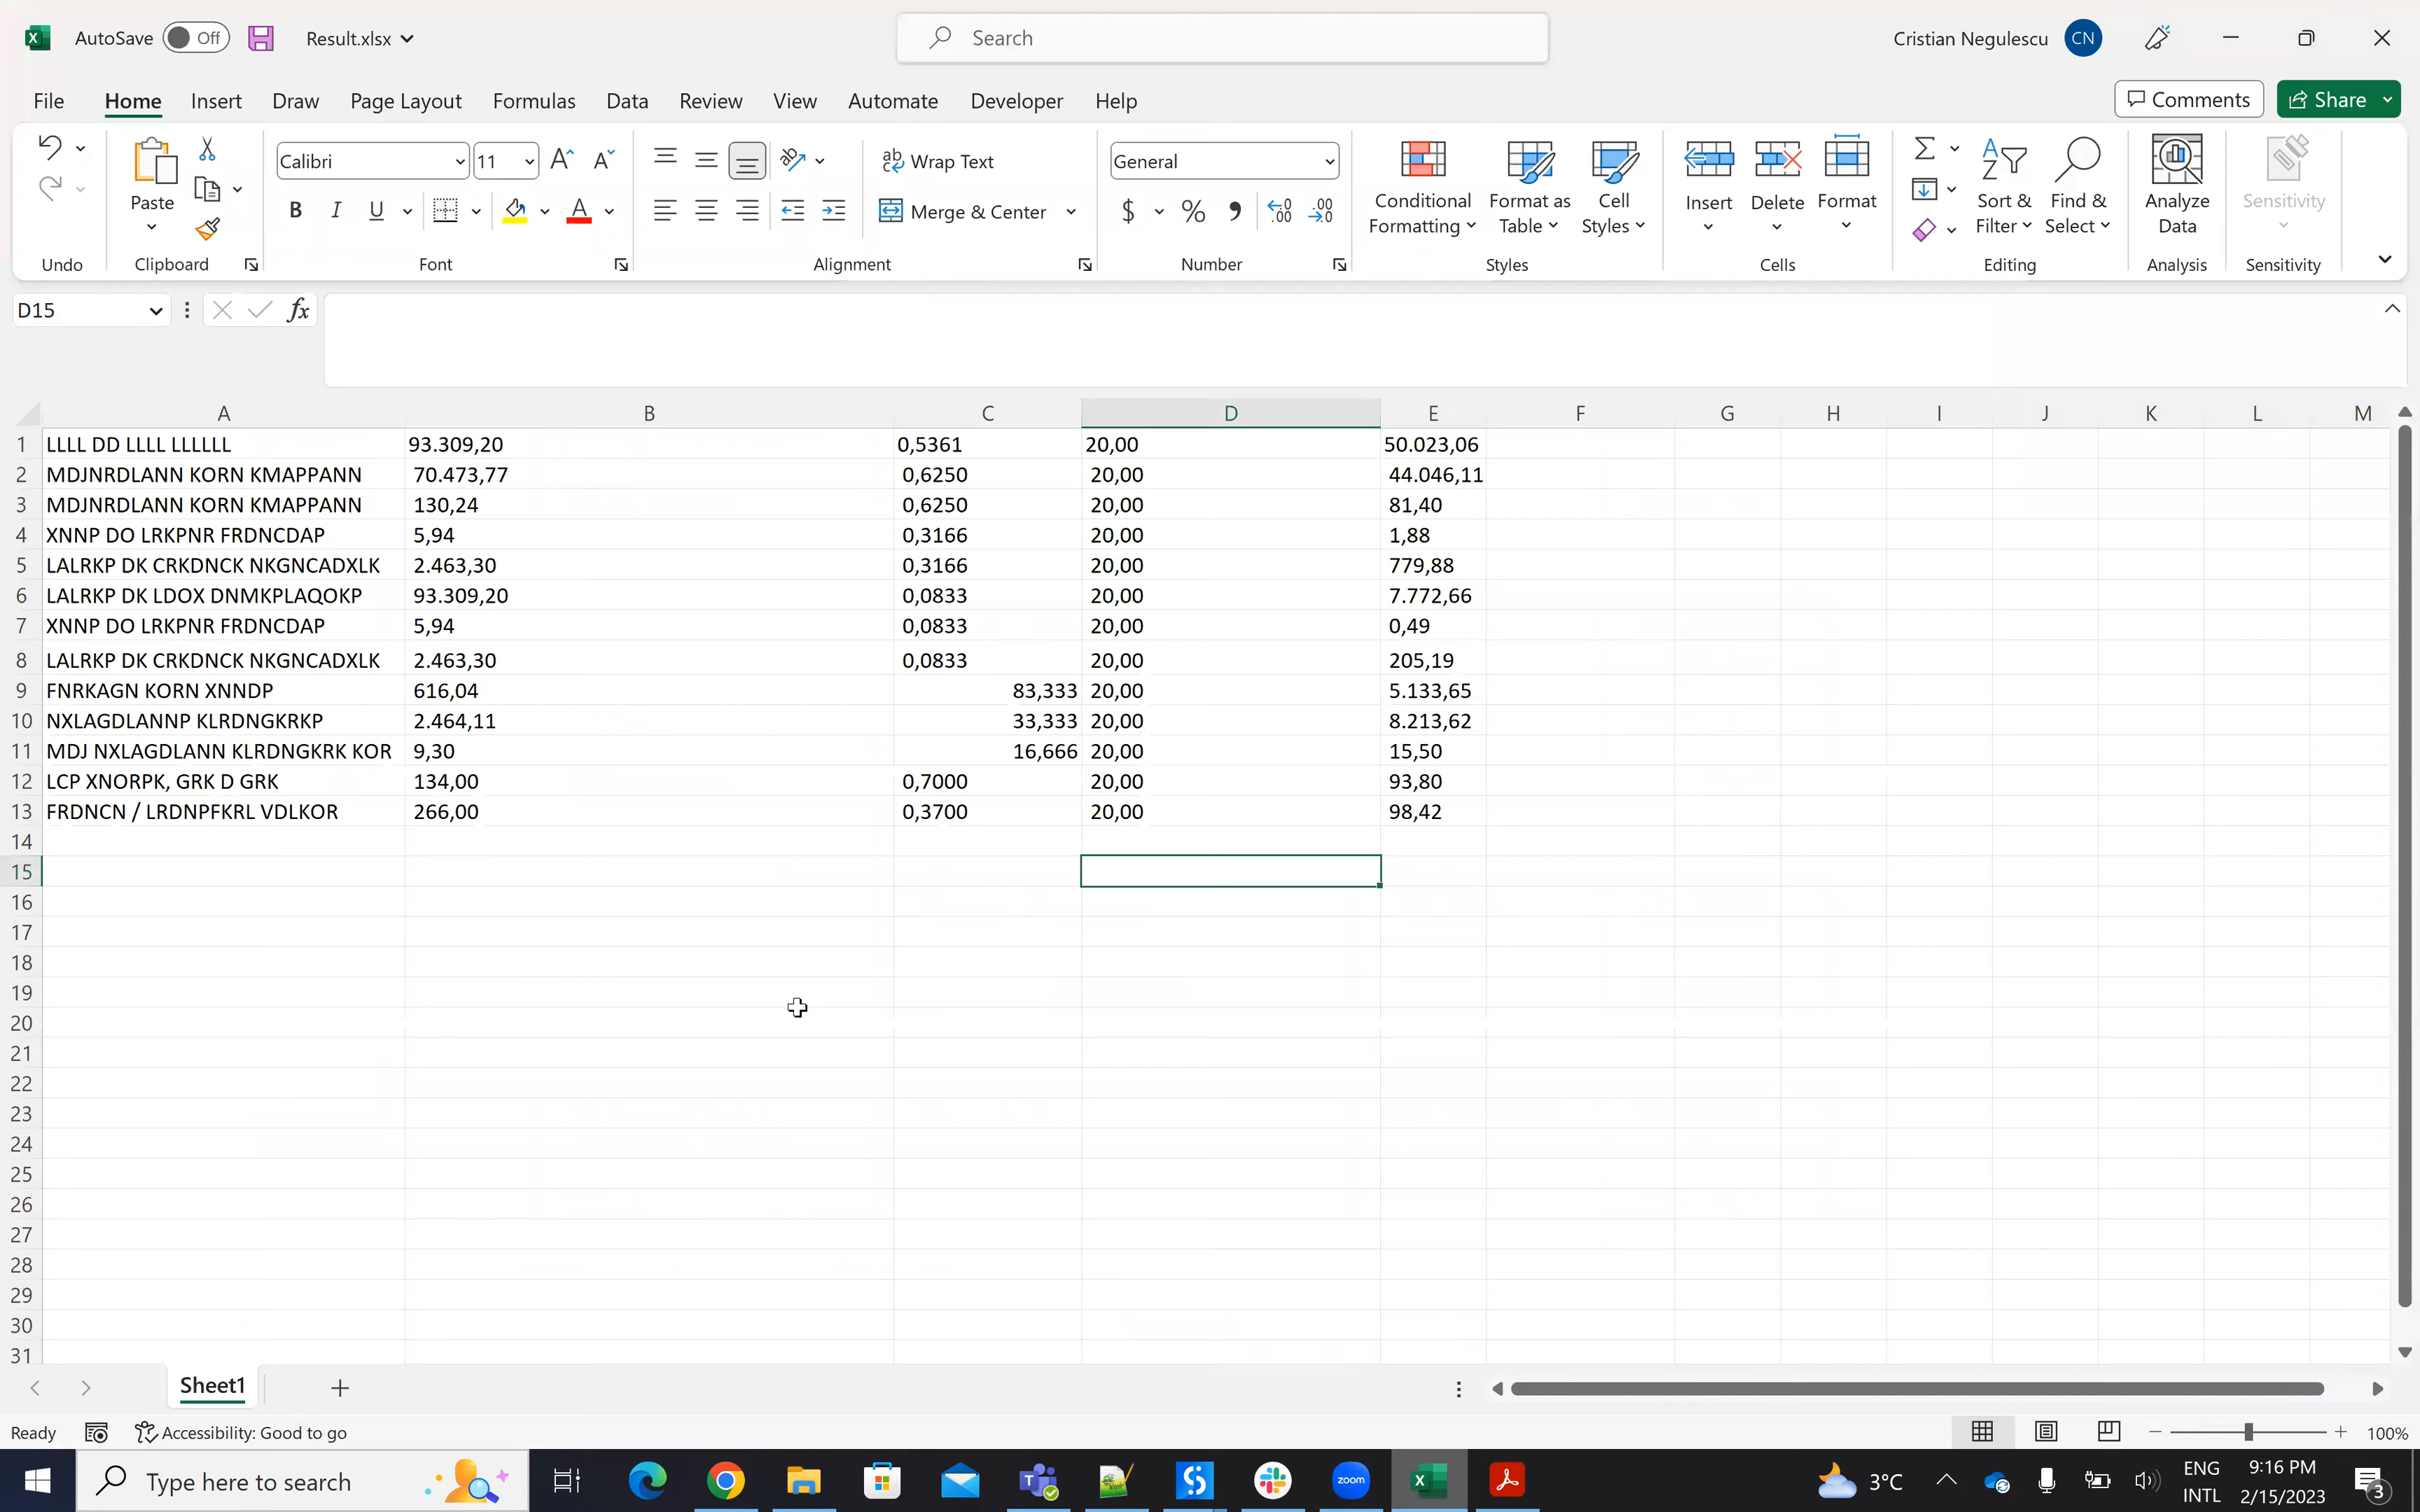 AutoSave Off Result.xlsx Search Cristian Negulescu CN
File Home Insert Draw Page Layout Formulas Data Review View Automate Developer Help Comments Share
Paste Calibri 11 Wrap Text General Conditional Formatting Format as Table Cell Styles Insert Delete Format Sort & Filter Find & Select Analyze Data Sensitivity
B I U Merge & Center $ % 9
Undo Clipboard Font Alignment Number Styles Cells Editing Analysis Sensitivity
D15 fx
A B C D E F G H I J K L M
1 LLLL DD LLLL LLLLLL 93.309,20 0,5361 20,00 50.023,06
2 MDJNRDLANN KORN KMAPPANN 70.473,77 0,6250 20,00 44.046,11
3 MDJNRDLANN KORN KMAPPANN 130,24 0,6250 20,00 81,40
4 XNNP DO LRKPNR FRDNCDAP 5,94 0,3166 20,00 1,88
5 LALRKP DK CRKDNCK NKGNCADXLK 2.463,30 0,3166 20,00 779,88
6 LALRKP DK LDOX DNMKPLAQOKP 93.309,20 0,0833 20,00 7.772,66
7 XNNP DO LRKPNR FRDNCDAP 5,94 0,0833 20,00 0,49
8 LALRKP DK CRKDNCK NKGNCADXLK 2.463,30 0,0833 20,00 205,19
9 FNRKAGN KORN XNNDP 616,04 83,333 20,00 5.133,65
10 NXLAGDLANNP KLRDNGKRKP 2.464,11 33,333 20,00 8.213,62
11 MDJ NXLAGDLANN KLRDNGKRK KOR 9,30 16,666 20,00 15,50
12 LCP XNORPK, GRK D GRK 134,00 0,7000 20,00 93,80
13 FRDNCN / LRDNPFKRL VDLKOR 266,00 0,3700 20,00 98,42
14
15
16
17
18
19
20
21
22
23
24
25
26
27
28
29
30
31
Sheet1
Ready Accessibility: Good to go 100%
Type here to search zoom 3°C ENG 9:16 PM
INTL 2/15/2023 3